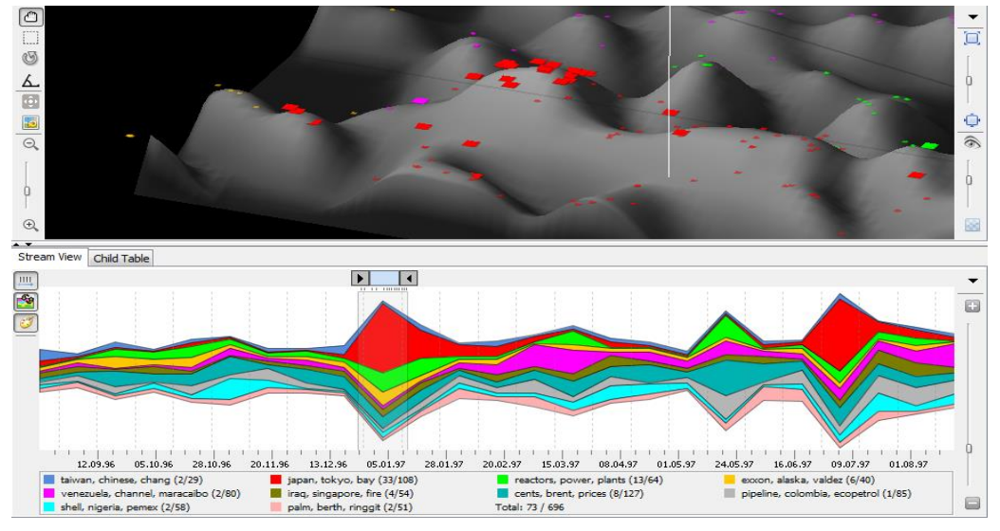 Stream View Child Table
12.09.96 05.10.96 28.10.96 20.11.96 13.12.96 05.01.97 28.01.97 20.02.97 15.03.97 08.04.97 01.05.97 24.05.97 16.06.97 09.07.97 01.08.97
taiwan, chinese, chang (2/29) japan, tokyo, bay (33/108) reactors, power, plants (13/64) exxon, alaska, valdez (6/40)
venezuela, channel, maracaibo (2/80) iraq, singapore, fire (4/54) cents, brent, prices (8/127) pipeline, colombia, ecopetrol (1/85)
shell, nigeria, pemex (2/58) palm, berth, ringgit (2/51) Total: 73 / 696